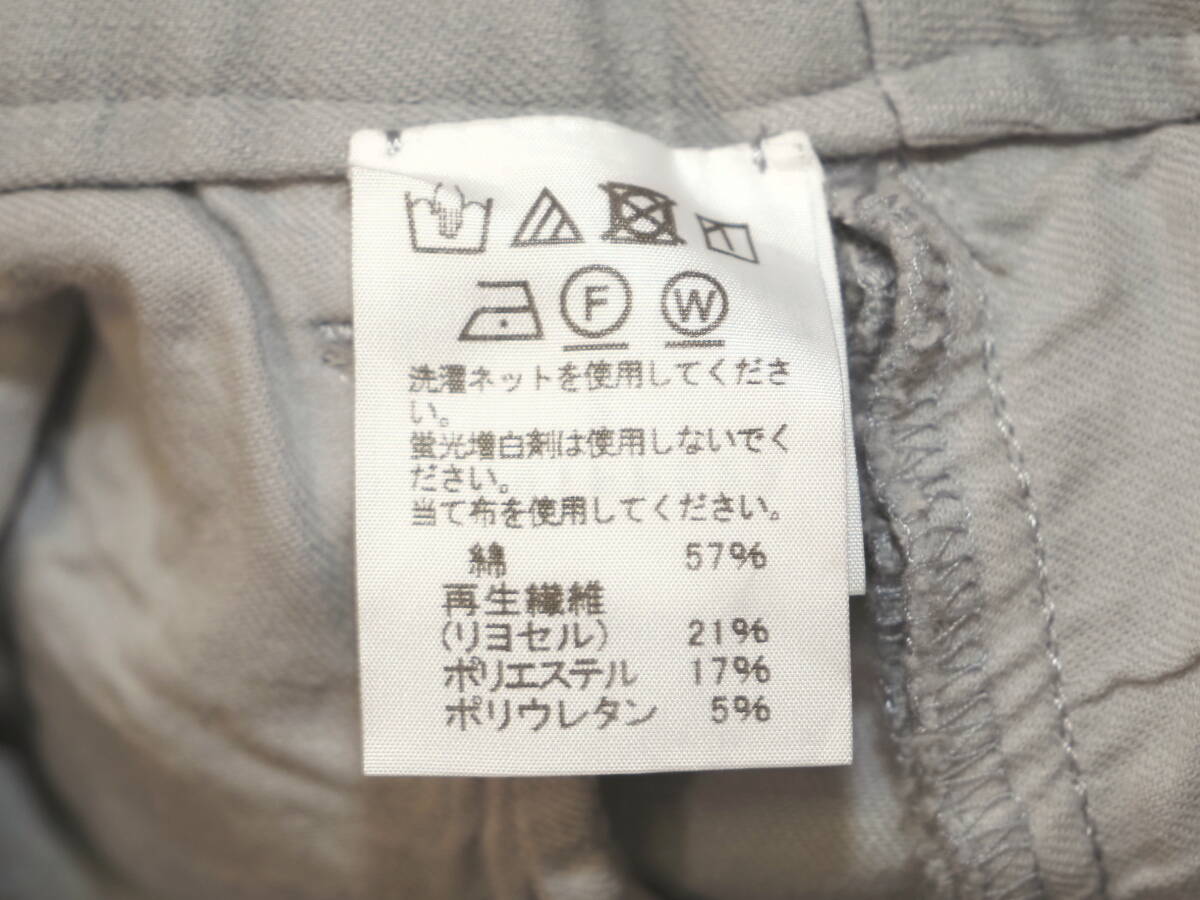 F W
洗濯ネットを使用してくださ
い。
蛍光増白剤は使用しないでく
ださい。
当て布を使用してください。
綿 57%
再生繊維
(リヨセル) 21%
ポリエステル 17%
ポリウレタン 5%